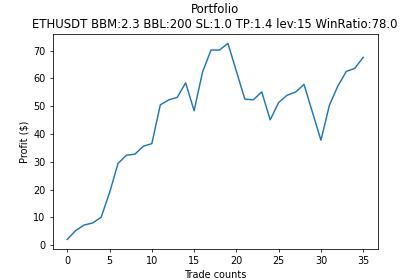 Portfolio
ETHUSDT BBM:2.3 BBL:200 SL:1.0 TP:1.4 lev:15 WinRatio:78.0
70
60
50
40
30
20
10
0
Profit ($)
0 5 10 15 20 25 30 35
Trade counts